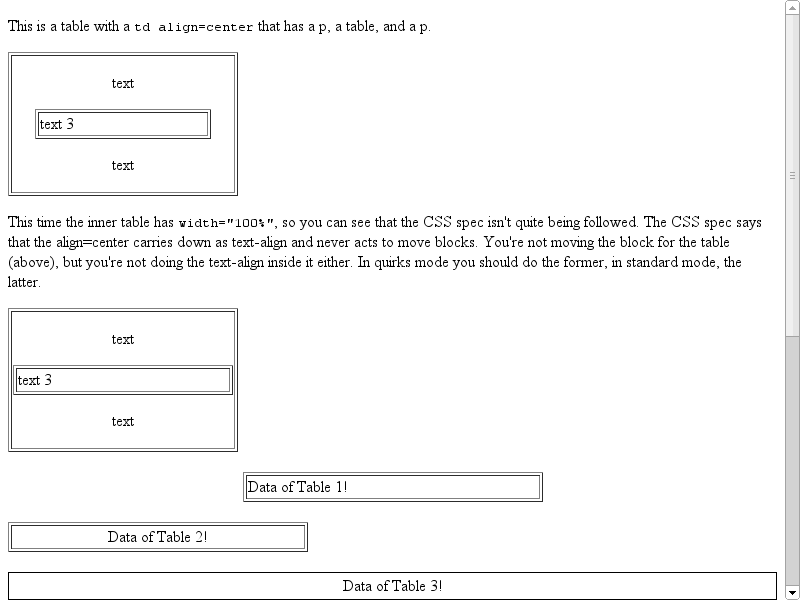 This is a table with a td align=center that has a p, a table, and a p.
text
text 3
text
This time the inner table has width="100%", so you can see that the CSS spec isn't quite being followed. The CSS spec says
that the align=center carries down as text-align and never acts to move blocks. You're not moving the block for the table
(above), but you're not doing the text-align inside it either. In quirks mode you should do the former, in standard mode, the
latter.
text
text 3
text
Data of Table 1!
Data of Table 2!
Data of Table 3!